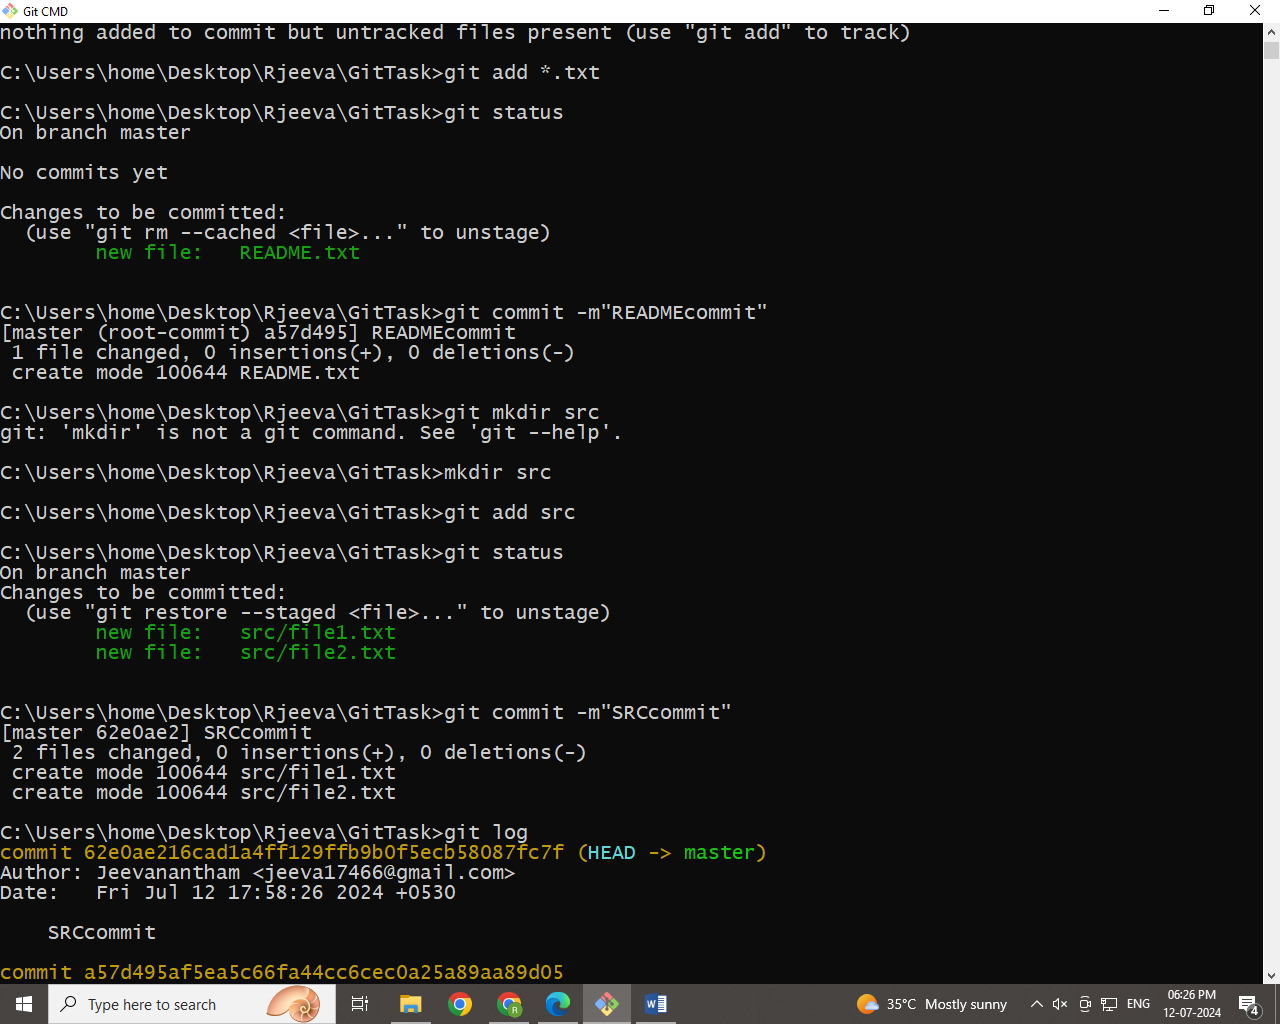 Git CMD
nothing added to commit but untracked files present (use "git add" to track)
C:\Users\home\Desktop\Rjeeva\GitTask>git add *.txt
C:\Users\home\Desktop\Rjeeva\GitTask>git status
On branch master
No commits yet
Changes to be committed:
  (use "git rm --cached <file>..." to unstage)
        new file:   README.txt
C:\Users\home\Desktop\Rjeeva\GitTask>git commit -m"READMEcommit"
[master (root-commit) a57d495] READMEcommit
 1 file changed, 0 insertions(+), 0 deletions(-)
 create mode 100644 README.txt
C:\Users\home\Desktop\Rjeeva\GitTask>git mkdir src
git: 'mkdir' is not a git command. See 'git --help'.
C:\Users\home\Desktop\Rjeeva\GitTask>mkdir src
C:\Users\home\Desktop\Rjeeva\GitTask>git add src
C:\Users\home\Desktop\Rjeeva\GitTask>git status
On branch master
Changes to be committed:
  (use "git restore --staged <file>..." to unstage)
        new file:   src/file1.txt
        new file:   src/file2.txt
C:\Users\home\Desktop\Rjeeva\GitTask>git commit -m"SRCcommit"
[master 62e0ae2] SRCcommit
 2 files changed, 0 insertions(+), 0 deletions(-)
 create mode 100644 src/file1.txt
 create mode 100644 src/file2.txt
C:\Users\home\Desktop\Rjeeva\GitTask>git log
commit 62e0ae216cad1a4ff129ffb9b0f5ecb58087fc7f (HEAD -> master)
Author: Jeevanantham <jeeva17466@gmail.com>
Date:   Fri Jul 12 17:58:26 2024 +0530
    SRCcommit
commit a57d495af5ea5c66fa44cc6cec0a25a89aa89d05
Type here to search
R
W
35°C Mostly sunny
ENG
06:26 PM
12-07-2024
4